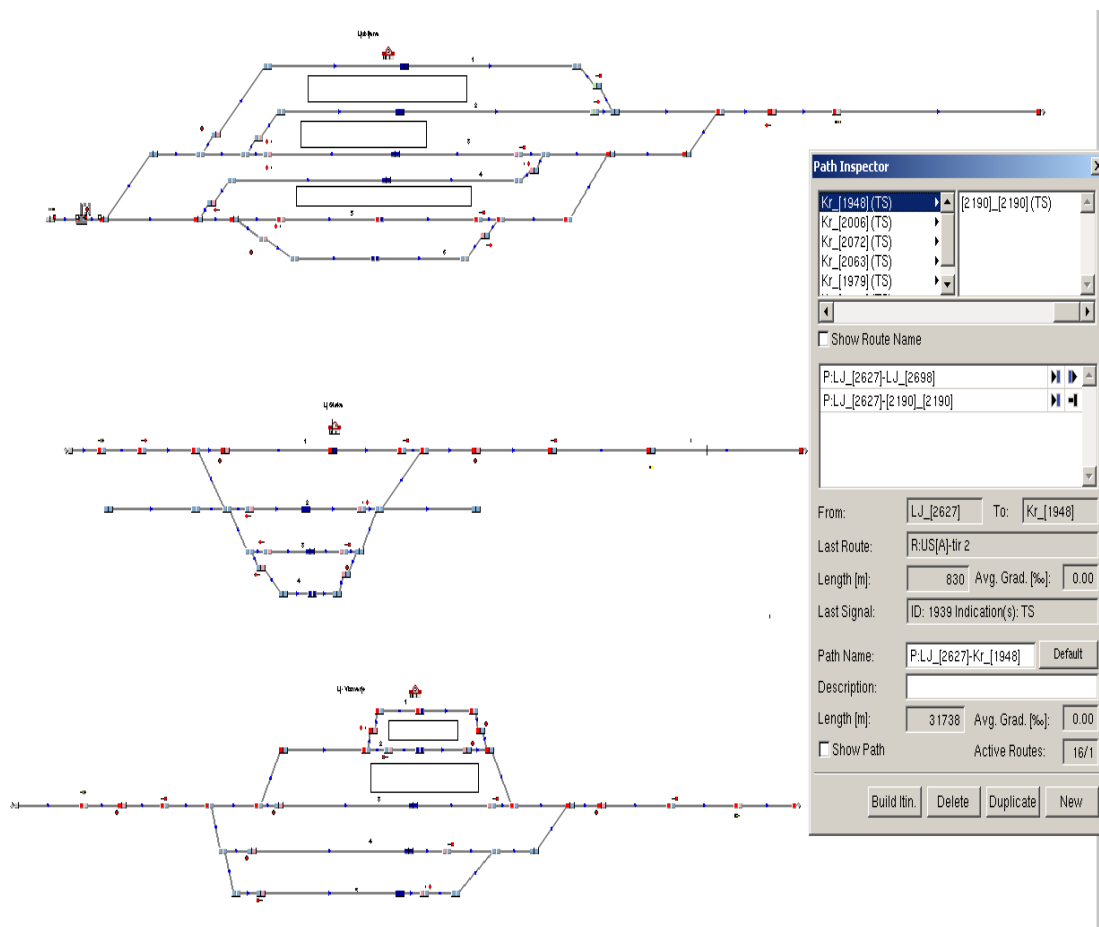 Ljubljana
1
2
3
4
5
6
Path Inspector
Kr_[1948] (TS)
[2190]_[2190] (TS)
Kr_[2006] (TS)
Kr_[2072] (TS)
Kr_[2063] (TS)
Kr_[1979] (TS)
Show Route Name
P:LJ_[2627]-LJ_[2698]
P:LJ_[2627]-[2190]_[2190]
From: LJ_[2627] To: Kr_[1948]
Last Route: R:US[A]-tir 2
Length [m]: 830 Avg. Grad. [‰]: 0.00
Last Signal: ID: 1939 Indication(s): TS
Path Name: P:LJ_[2627]-Kr_[1948] Default
Description:
Length [m]: 31738 Avg. Grad. [‰]: 0.00
Show Path Active Routes: 16/1
Build Itin. Delete Duplicate New
1
2
3
4
1
2
3
4
5